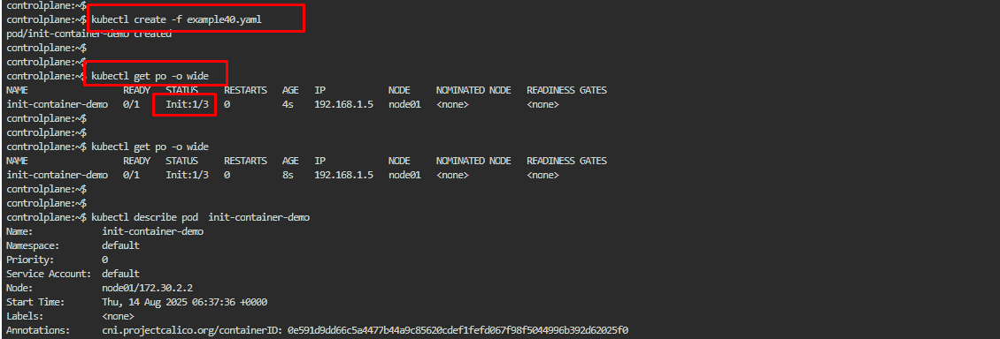 controlplane:~$
controlplane:~$ kubectl create -f example40.yaml
pod/init-container-demo created
controlplane:~$
controlplane:~$
controlplane:~$ kubectl get po -o wide
NAME                  READY   STATUS     RESTARTS   AGE   IP            NODE     NOMINATED NODE   READINESS GATES
init-container-demo   0/1     Init:1/3   0          4s    192.168.1.5   node01   <none>           <none>
controlplane:~$
controlplane:~$
controlplane:~$ kubectl get po -o wide
NAME                  READY   STATUS     RESTARTS   AGE   IP            NODE     NOMINATED NODE   READINESS GATES
init-container-demo   0/1     Init:1/3   0          8s    192.168.1.5   node01   <none>           <none>
controlplane:~$
controlplane:~$
controlplane:~$ kubectl describe pod  init-container-demo
Name:             init-container-demo
Namespace:        default
Priority:         0
Service Account:  default
Node:             node01/172.30.2.2
Start Time:       Thu, 14 Aug 2025 06:37:36 +0000
Labels:           <none>
Annotations:      cni.projectcalico.org/containerID: 0e591d9dd66c5a4477b44a9c85620cdef1fefd067f98f5044996b392d62025f0